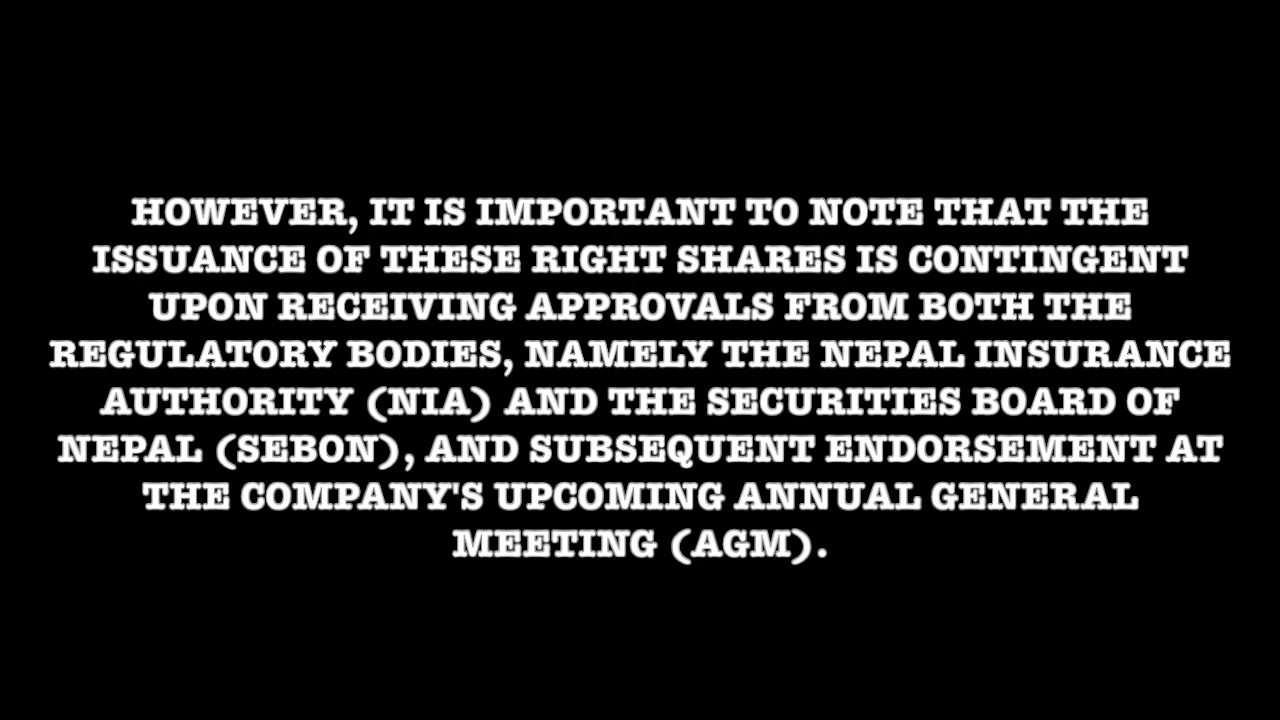 HOWEVER, IT IS IMPORTANT TO NOTE THAT THE
ISSUANCE OF THESE RIGHT SHARES IS CONTINGENT
UPON RECEIVING APPROVALS FROM BOTH THE
REGULATORY BODIES, NAMELY THE NEPAL INSURANCE
AUTHORITY (NIA) AND THE SECURITIES BOARD OF
NEPAL (SEBON), AND SUBSEQUENT ENDORSEMENT AT
THE COMPANY'S UPCOMING ANNUAL GENERAL
MEETING (AGM).